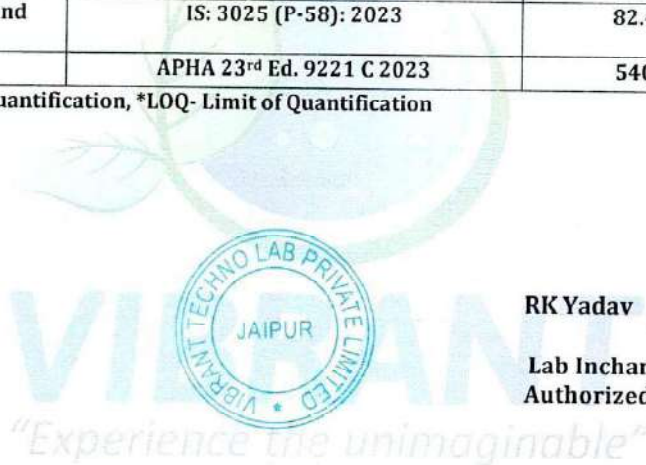 nd IS: 3025 (P-58): 2023 82.
APHA 23rd Ed. 9221 C 2023 540
uantification, *LOQ- Limit of Quantification
VIBRANT TECHNO LAB PRIVATE LIMITED *
JAIPUR
RK Yadav
Lab Inchar
Authorized
VIBRANT
"Experience the unimaginable"